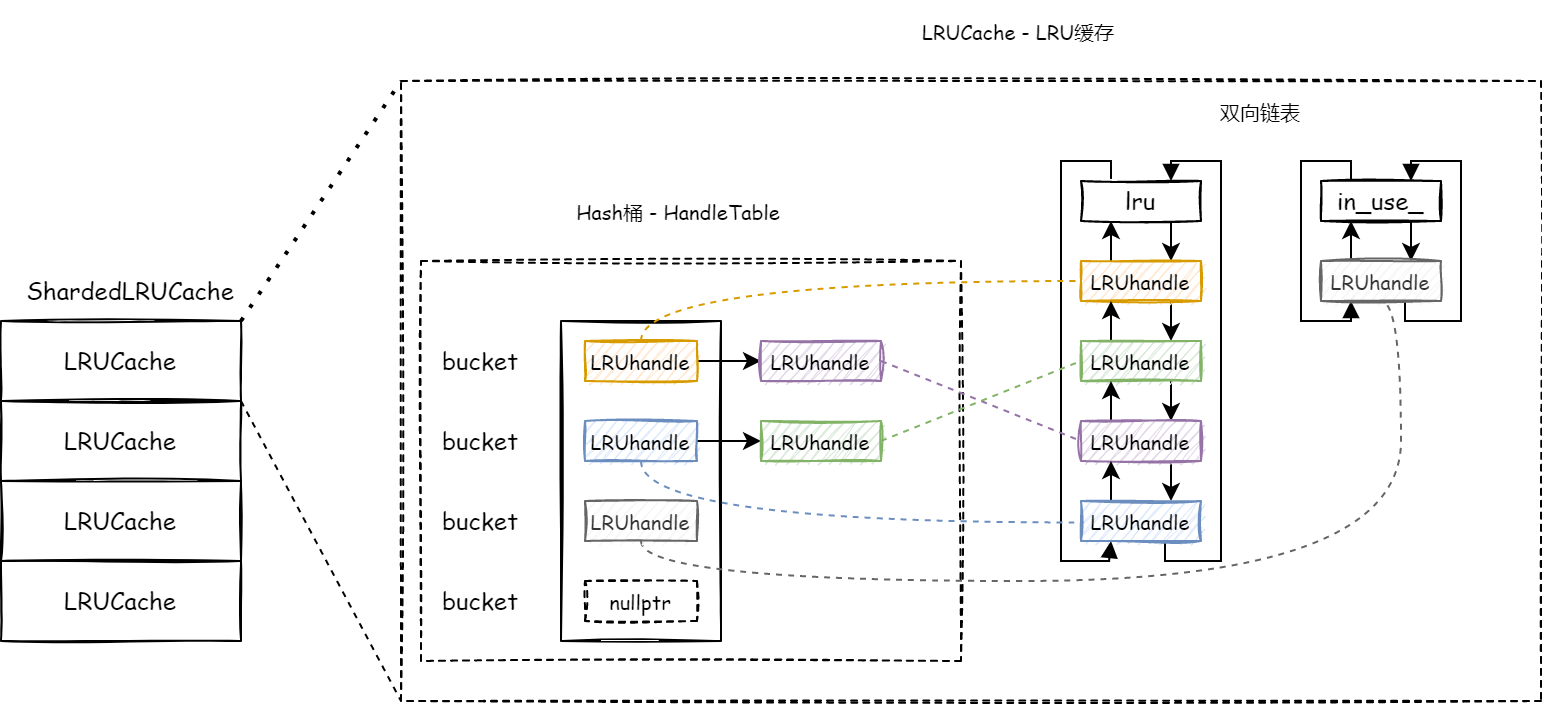 LRUCache - LRU缓存
双向链表
Hash桶 - HandleTable
ShardedLRUCache
LRUCache
LRUCache
LRUCache
LRUCache
bucket
LRUhandle
LRUhandle
bucket
LRUhandle
LRUhandle
bucket
LRUhandle
bucket
nullptr
lru
LRUhandle
LRUhandle
LRUhandle
LRUhandle
in_use_
LRUhandle